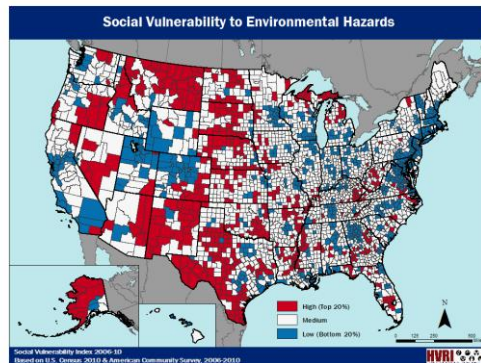 Social Vulnerability to Environmental Hazards
High (Top 20%)
Medium
Low (Bottom 20%)
N
Social Vulnerability Index 2006-10
Based on U.S. Census 2010 & American Community Survey, 2006-2010
HVRI